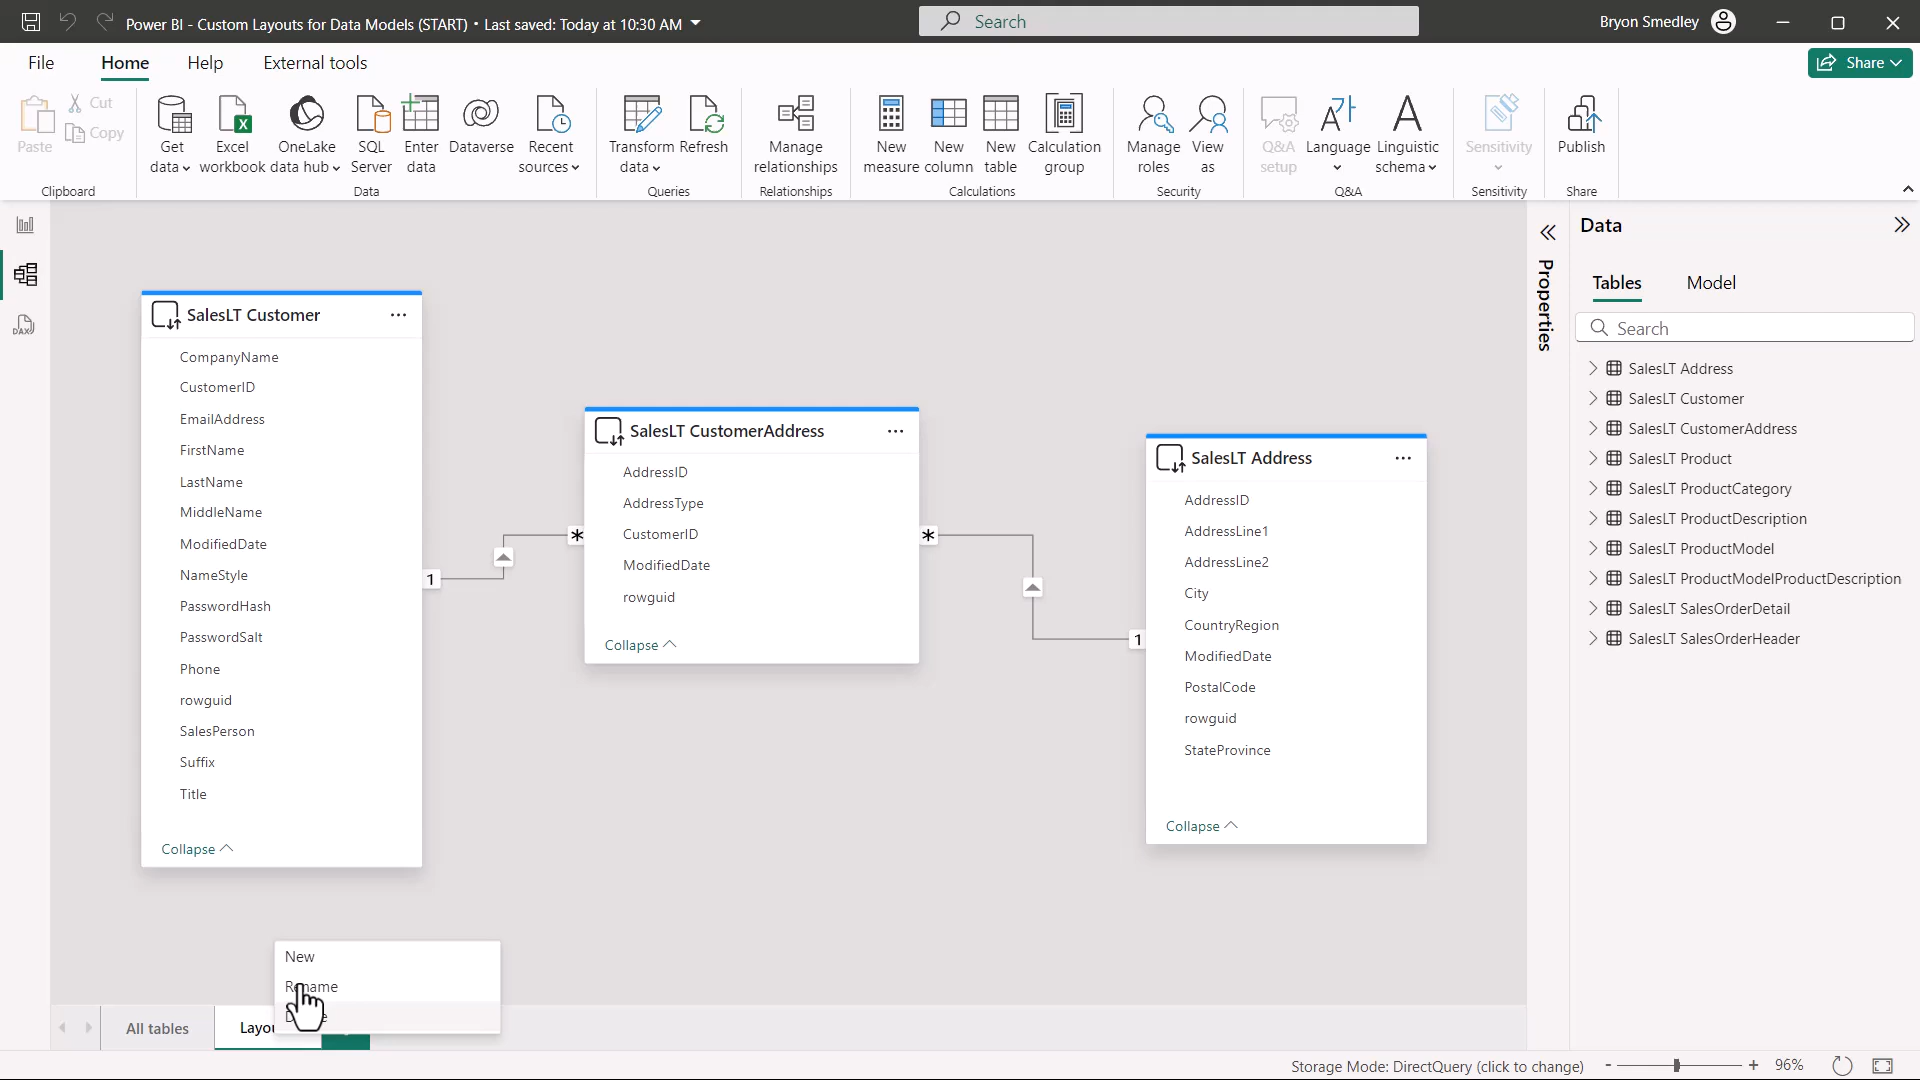 Power BI - Custom Layouts for Data Models (START) • Last saved: Today at 10:30 AM
Search
Bryon Smedley
File
Home
Help
External tools
Share
Paste
Cut
Copy
Clipboard
Get data
Excel workbook
OneLake data hub
SQL Server
Enter data
Dataverse
Recent sources
Data
Transform data
Refresh
Queries
Manage relationships
Relationships
New measure
New column
New table
Calculation group
Calculations
Manage roles
View as
Security
Q&A setup
Language
Linguistic schema
Q&A
Sensitivity
Sensitivity
Publish
Share
DAX
SalesLT Customer
CompanyName
CustomerID
EmailAddress
FirstName
LastName
MiddleName
ModifiedDate
NameStyle
PasswordHash
PasswordSalt
Phone
rowguid
SalesPerson
Suffix
Title
Collapse
1
*
SalesLT CustomerAddress
AddressID
AddressType
CustomerID
ModifiedDate
rowguid
Collapse
*
1
SalesLT Address
AddressID
AddressLine1
AddressLine2
City
CountryRegion
ModifiedDate
PostalCode
rowguid
StateProvince
Collapse
Properties
Data
Tables
Model
Search
SalesLT Address
SalesLT Customer
SalesLT CustomerAddress
SalesLT Product
SalesLT ProductCategory
SalesLT ProductDescription
SalesLT ProductModel
SalesLT ProductModelProductDescription
SalesLT SalesOrderDetail
SalesLT SalesOrderHeader
New
Rename
All tables
Storage Mode: DirectQuery (click to change)
- + 96%